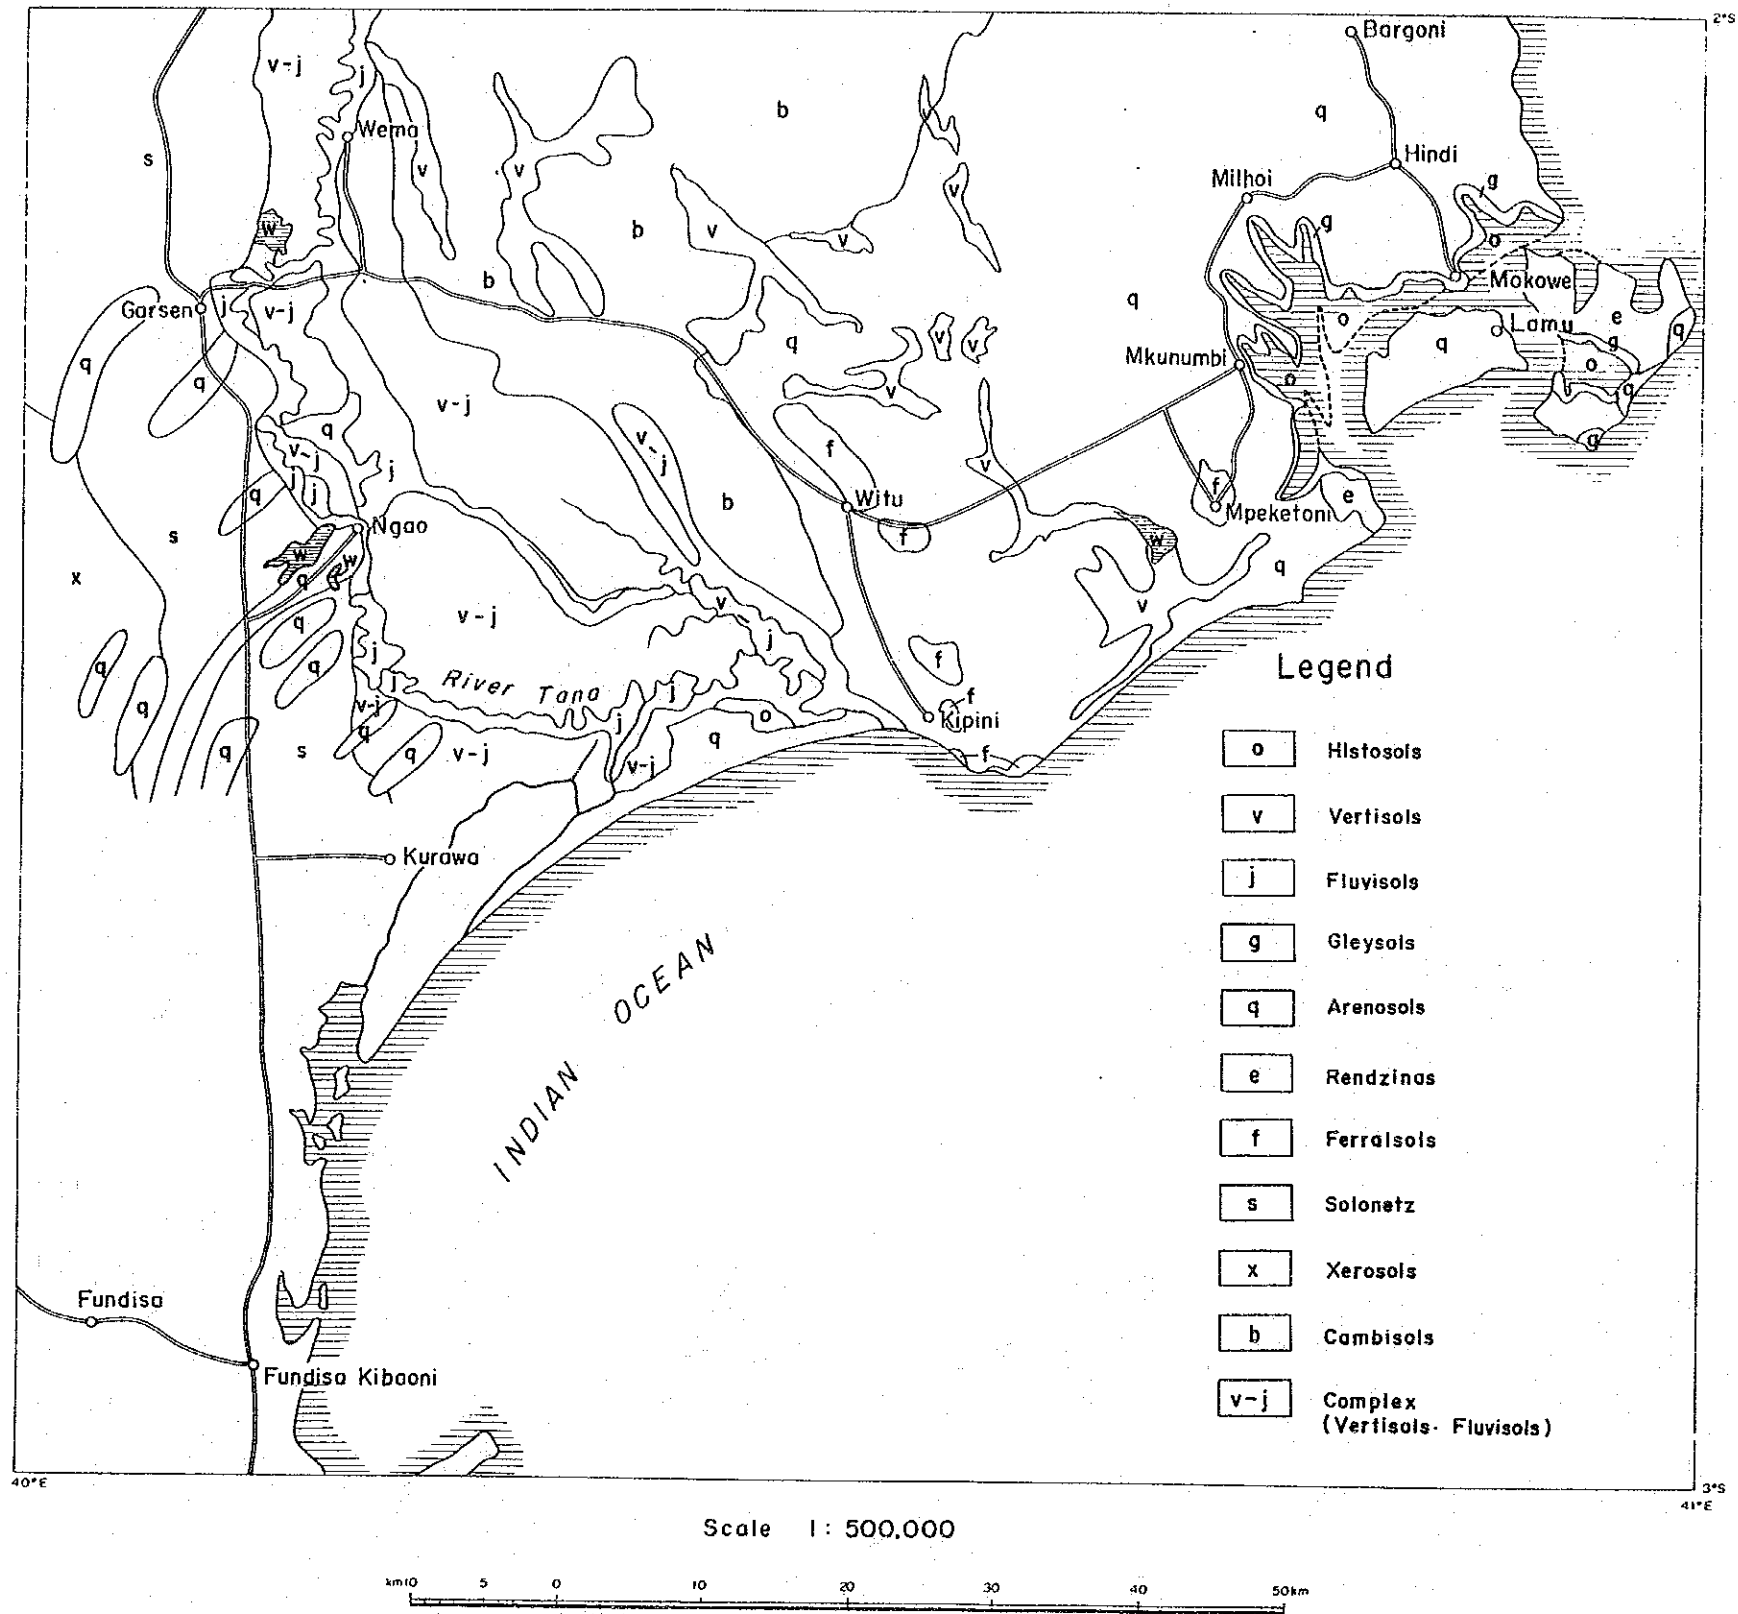 2°S
Bargoni
v-j
j
b
q
Wema
s
v
v
v
Hindi
Milhoi
g
v
w
b
v
v
g
o
b
Mokowe
q
Garsen
j
v-j
o
e
Lamu
q
q
v
v
q
g
Mkunumbi
o
q
q
o
v
q
v-j
q
f
v-j
v-j
j
j
j
v
q
b
Witu
f
e
Mpeketoni
g
Ngao
f
w
s
w
w
q
q
x
v
v
v-j
q
j
q
q
f
Legend
j
River Tana
j
q
v-j
j
o
f
Kipini
q
q
s
q
v-j
q
f
v-j
o Histosols
v Vertisols
Kurawa
j Fluvisols
g Gleysols
INDIAN OCEAN
q Arenosols
e Rendzinas
f Ferralsols
s Solonetz
x Xerosols
Fundisa
b Cambisols
Fundisa Kibaoni
v-j Complex
(Vertisols- Fluvisols)
40°E
3°S
41°E
Scale 1: 500,000
km10 5 0 10 20 30 40 50km